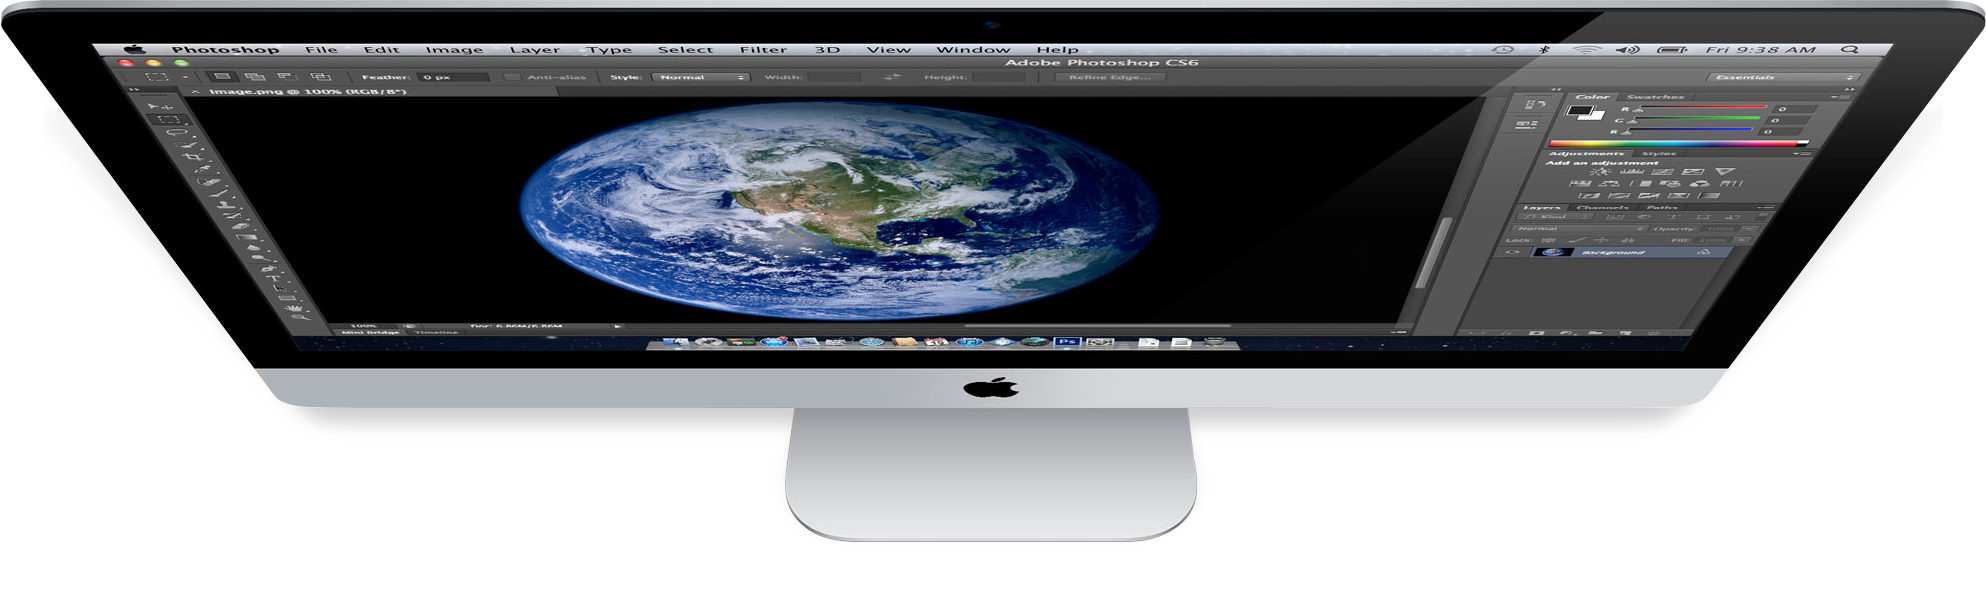 Photoshop File Edit Image Layer Type Select Filter 3D View Window Help Fri 9:38 AM
Adobe Photoshop CS6
Feather: 0 px Anti-alias Style: Normal Width: Height: Refine Edge... Essentials
Image.png @ 100% (RGB/8*)
Color Swatches
R 0
G 0
B 0
Adjustments Styles
Add an adjustment
Layers Channels Paths
Kind
Normal Opacity: 100%
Lock: Fill: 100%
Background
100% Doc: 6.86M/6.86M
Mini Bridge Timeline
Ps